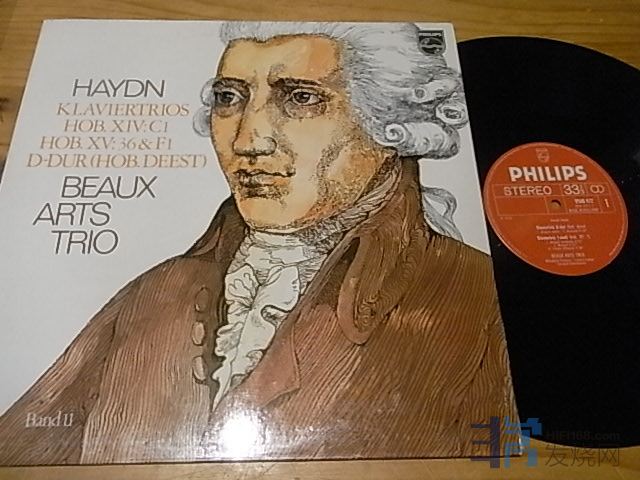 PHILIPS
HAYDN
KLAVIERTRIOS
HOB. XIV: C1
HOB. XV: 36 & F1
D-DUR (HOB. DEEST)
BEAUX
ARTS
TRIO
Band 11
PHILIPS
STEREO 33⅓
1
BEAUX ARTS TRIO
HIFI168.com
发烧网